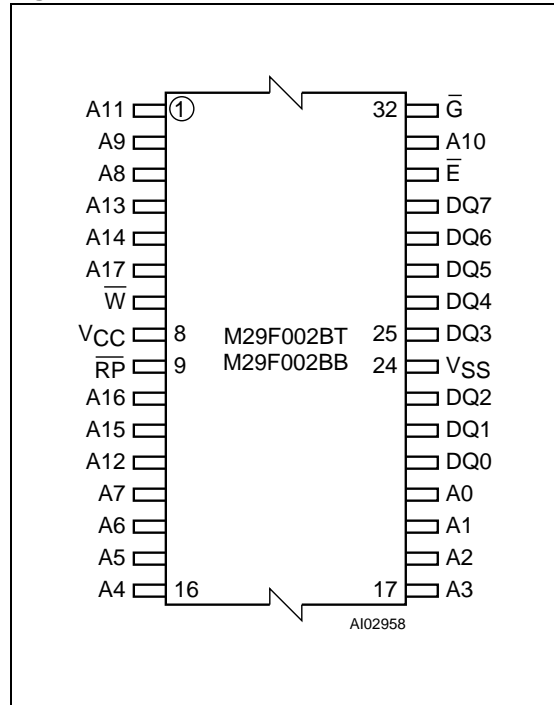 A11 ① 32 G̅
A9 A10
A8 E̅
A13 DQ7
A14 DQ6
A17 DQ5
W̅ DQ4
VCC 8 M29F002BT 25 DQ3
R̅P̅ 9 M29F002BB 24 VSS
A16 DQ2
A15 DQ1
A12 DQ0
A7 A0
A6 A1
A5 A2
A4 16 17 A3
AI02958